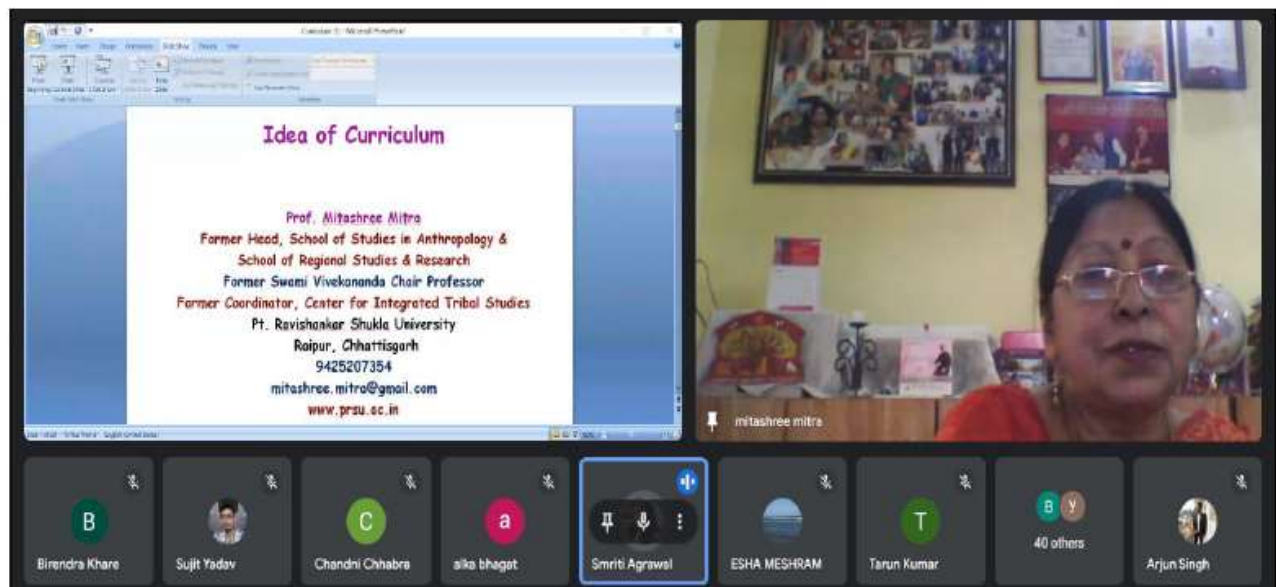 Idea of Curriculum
Prof. Mitashree Mitra
Former Head, School of Studies in Anthropology &
School of Regional Studies & Research
Former Swami Vivekananda Chair Professor
Former Coordinator, Center for Integrated Tribal Studies
Pt. Ravishankar Shukla University
Raipur, Chhattisgarh
9425207354
mitashree.mitra@gmail.com
www.prsu.ac.in
mitashree mitra
B
Birendra Khare
Sujit Yadav
C
Chandni Chhabra
a
alka bhagat
Smriti Agrawal
ESHA MESHRAM
T
Tarun Kumar
B y
40 others
Arjun Singh